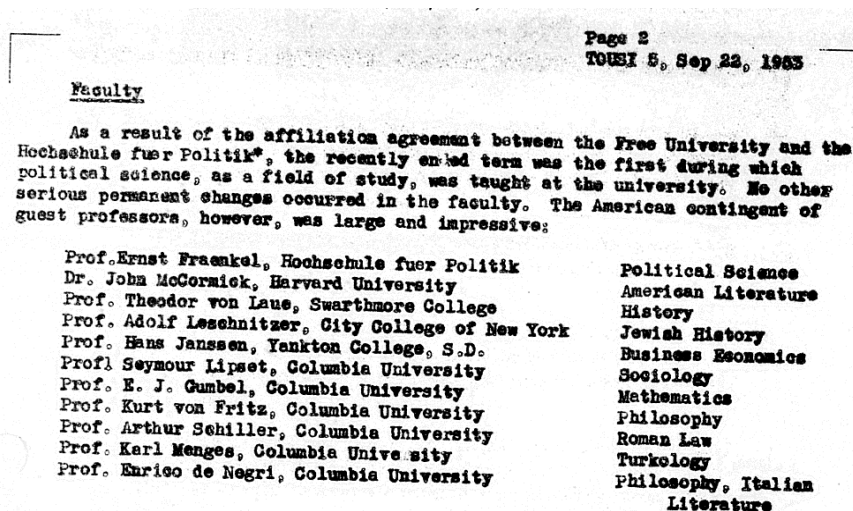 Page 2
TOUSI 8, Sep 22, 1953
Faculty
As a result of the affiliation agreement between the Free University and the
Hochschule fuer Politik*, the recently ended term was the first during which
political science, as a field of study, was taught at the university. No other
serious permanent changes occurred in the faculty. The American contingent of
guest professors, however, was large and impressive:
Prof.Ernst Fraenkel, Hochschule fuer Politik Political Science
Dr. John McCormick, Harvard University American Literature
Prof. Theodor von Laue, Swarthmore College History
Prof. Adolf Leschnitzer, City College of New York Jewish History
Prof. Hans Janssen, Yankton College, S.D. Business Economics
Profl Seymour Lipset, Columbia University Sociology
Prof. E. J. Gumbel, Columbia University Mathematics
Prof. Kurt von Fritz, Columbia University Philosophy
Prof. Arthur Schiller, Columbia University Roman Law
Prof. Karl Menges, Columbia Unive sity Turkology
Prof. Enrico de Negri, Columbia University Philosophy, Italian
Literature